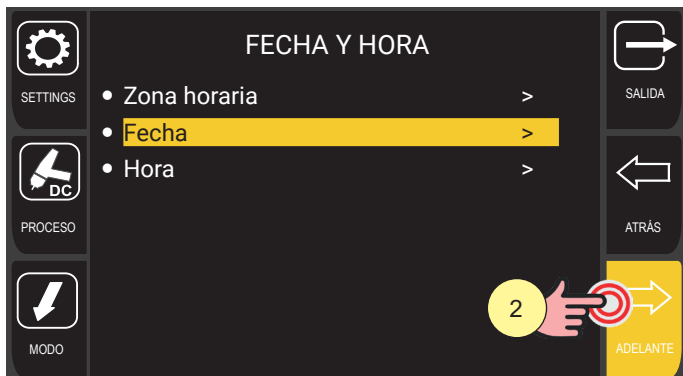 FECHA Y HORA
SETTINGS
SALIDA
• Zona horaria >
• Fecha >
• Hora >
DC
PROCESO
ATRÁS
2
MODO
ADELANTE